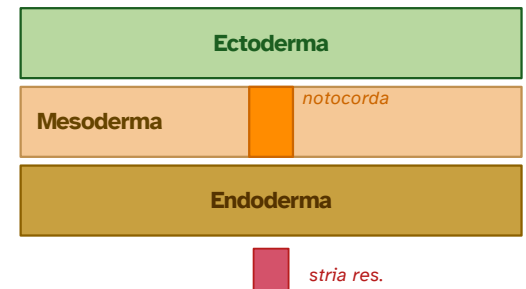 Ectoderma
notocorda
Mesoderma
Endoderma
stria res.